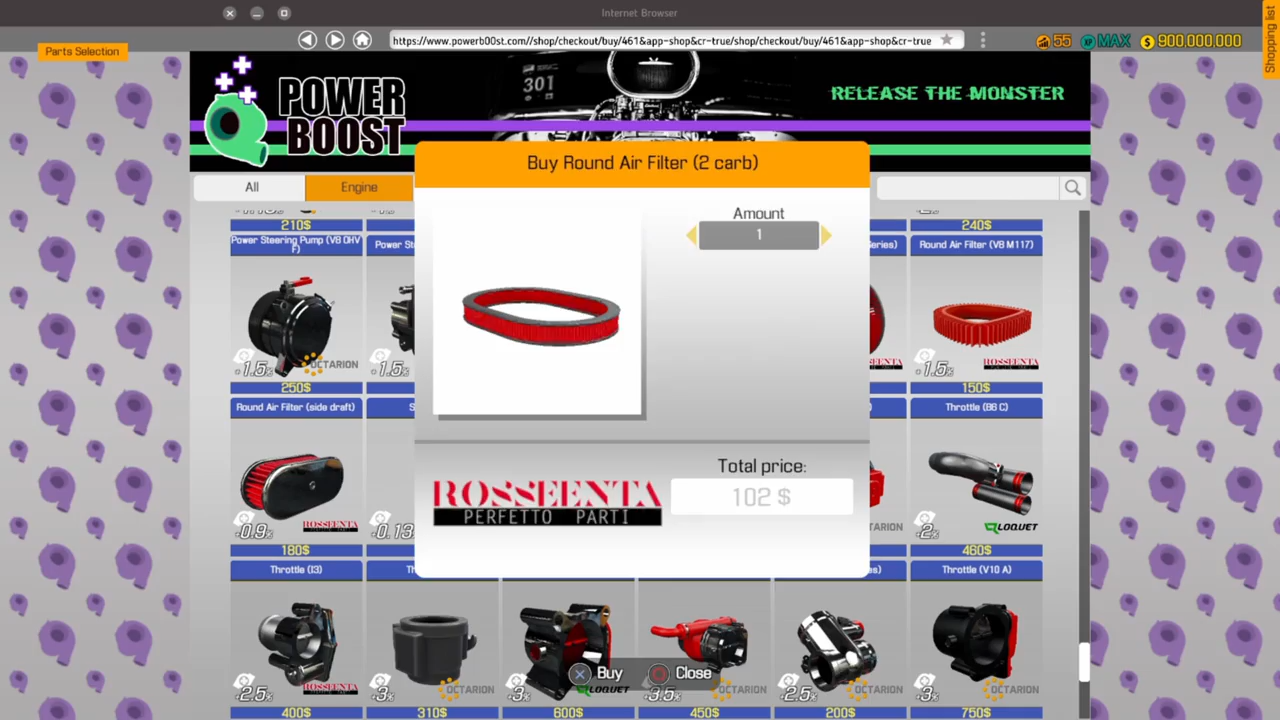 Internet Browser
https://www.powerb00st.com//shop/checkout/buy/461&app-shop&cr-true/shop/checkout/buy/461&app-shop&cr-true
55 XP MAX $ 900,000,000
Shopping list
Parts Selection
POWER
BOOST
301
RELEASE THE MONSTER
Buy Round Air Filter (2 carb)
All Engine
Amount
1
210$ 240$
Power Steering Pump (V8 OHV
F)
Round Air Filter (V8 M117)
+1.5% OCTARION +1.5% +1.5%
250$ 150$
Round Air Filter (side draft) Throttle (B6 C)
Total price:
102 $
ROSSEENTA
PERFETTO PARTI
+0.9% ROSSEENTA LOQUET
180$ 460$
Throttle (I3) Throttle (V10 A)
+2.5% ROSSEENTA +3% OCTARION +3% LOQUET +3.5% OCTARION +2.5% OCTARION +3% OCTARION
Buy Close
400$ 310$ 600$ 450$ 200$ 750$